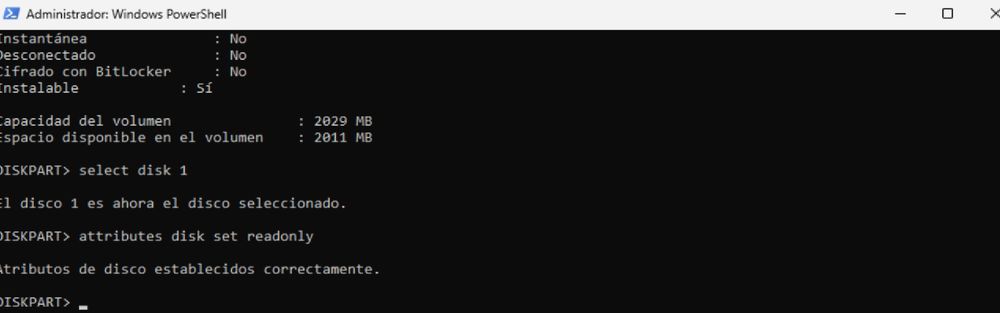 Administrador: Windows PowerShell
Instantánea : No
Desconectado : No
Cifrado con BitLocker : No
Instalable : Sí
Capacidad del volumen : 2029 MB
Espacio disponible en el volumen : 2011 MB
DISKPART> select disk 1
El disco 1 es ahora el disco seleccionado.
DISKPART> attributes disk set readonly
Atributos de disco establecidos correctamente.
DISKPART>